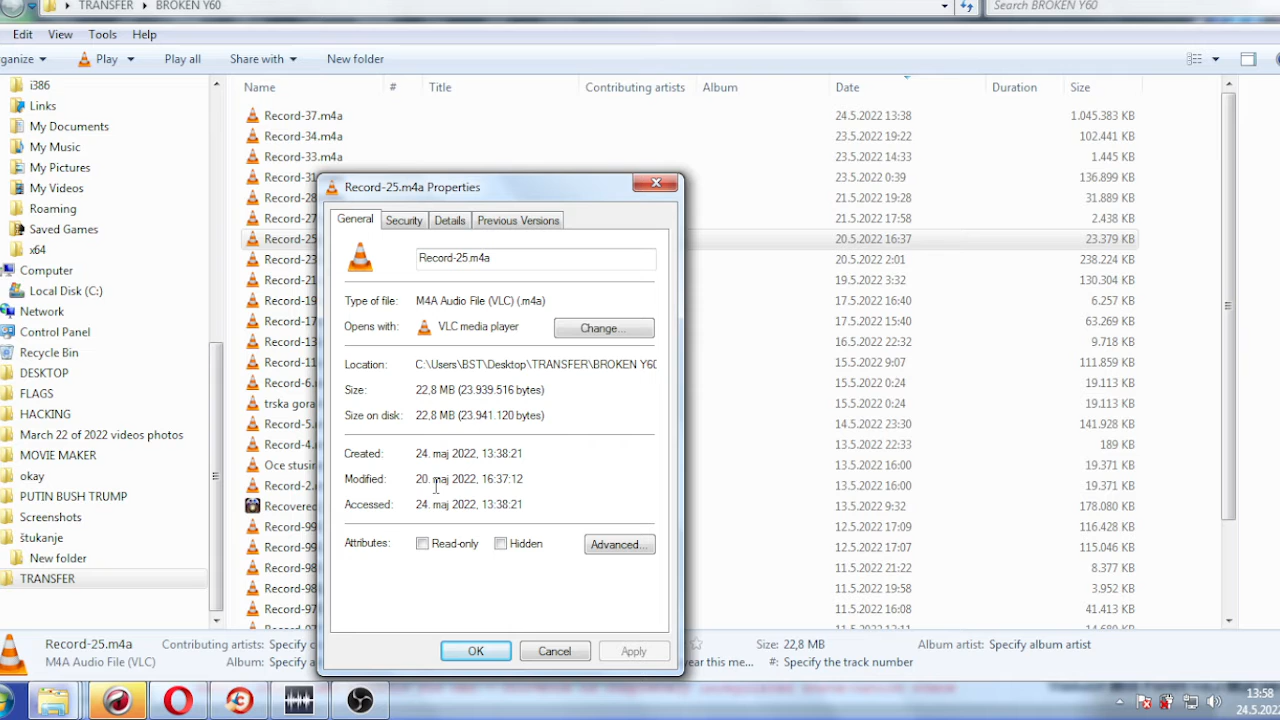 TRANSFER BROKEN Y60 Search BROKEN Y60
Edit View Tools Help
rganize Play Play all Share with New folder
Name # Title Contributing artists Album Date Duration Size
i386
Links
My Documents
My Music
My Pictures
My Videos
Roaming
Saved Games
x64
Computer
Local Disk (C:)
Network
Control Panel
Recycle Bin
DESKTOP
FLAGS
HACKING
March 22 of 2022 videos photos
MOVIE MAKER
okay
PUTIN BUSH TRUMP
Screenshots
štukanje
New folder
TRANSFER
Record-37.m4a 24.5.2022 13:38 1.045.383 KB
Record-34.m4a 23.5.2022 19:22 102.441 KB
Record-33.m4a 23.5.2022 14:33 1.445 KB
Record-31 23.5.2022 0:39 136.899 KB
Record-28 21.5.2022 19:28 31.889 KB
Record-27 21.5.2022 17:58 2.438 KB
Record-25 20.5.2022 16:37 23.379 KB
Record-23 20.5.2022 2:01 238.224 KB
Record-21 19.5.2022 3:32 130.304 KB
Record-19 17.5.2022 16:40 6.257 KB
Record-17 17.5.2022 15:40 63.269 KB
Record-13 16.5.2022 22:32 9.718 KB
Record-11 15.5.2022 9:07 111.859 KB
Record-6. 15.5.2022 0:24 19.113 KB
trska gora 15.5.2022 0:24 19.113 KB
Record-5. 14.5.2022 23:30 141.928 KB
Record-4. 13.5.2022 22:33 189 KB
Oce stusir 13.5.2022 16:00 19.371 KB
Record-2. 13.5.2022 16:00 19.371 KB
Recovered 13.5.2022 9:32 178.080 KB
Record-99 12.5.2022 17:09 116.428 KB
Record-99 12.5.2022 17:07 115.046 KB
Record-98 11.5.2022 21:22 8.377 KB
Record-98 11.5.2022 19:58 3.952 KB
Record-97 11.5.2022 16:08 41.413 KB
Record-25.m4a Properties
General Security Details Previous Versions
Record-25.m4a
Type of file: M4A Audio File (VLC) (.m4a)
Opens with: VLC media player Change...
Location: C:\Users\BST\Desktop\TRANSFER\BROKEN Y60
Size: 22,8 MB (23.939.516 bytes)
Size on disk: 22,8 MB (23.941.120 bytes)
Created: 24. maj 2022, 13:38:21
Modified: 20. maj 2022, 16:37:12
Accessed: 24. maj 2022, 13:38:21
Attributes: Read-only Hidden Advanced...
OK Cancel Apply
Record-25.m4a Contributing artists: Specify c Size: 22,8 MB Album artist: Specify album artist
M4A Audio File (VLC) Album: Specify a year this me... #: Specify the track number
13:58
24.5.2022